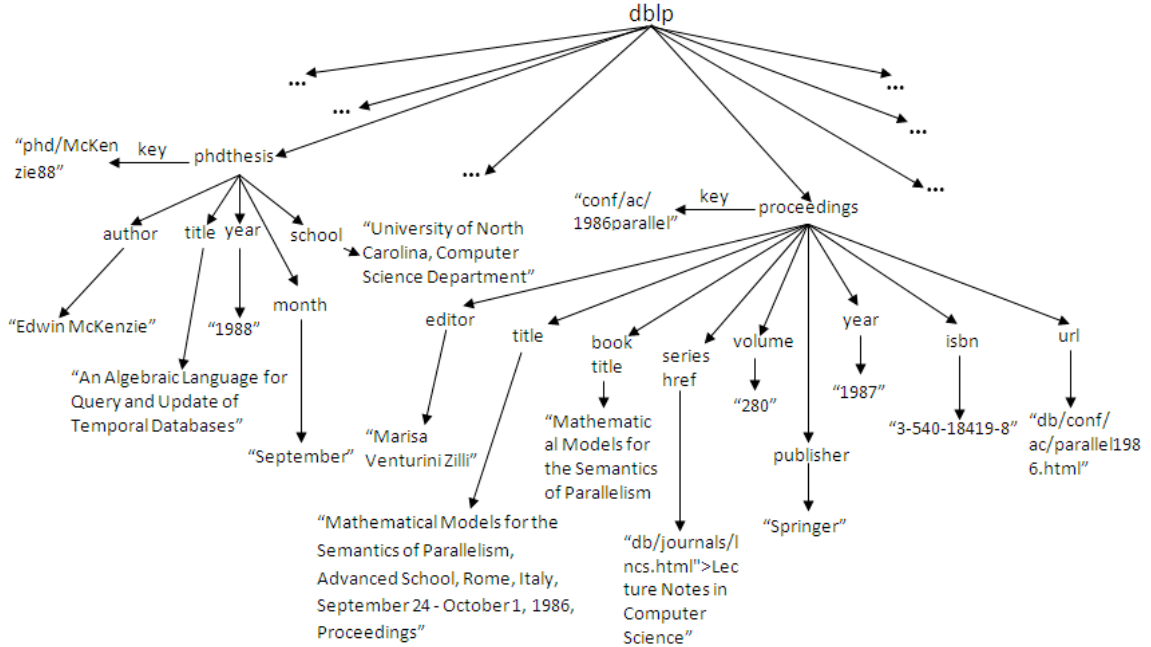 dblp
...
...
...
...
...
...
"phd/McKen
zie88"
key
phdthesis
"conf/ac/
1986parallel"
key
proceedings
author
title
year
school
"University of North
Carolina, Computer
Science Department"
month
"Edwin McKenzie"
"1988"
"An Algebraic Language for
Query and Update of
Temporal Databases"
"September"
editor
title
book
title
series
href
volume
year
isbn
url
"Marisa
Venturini Zilli"
"Mathematic
al Models for
the Semantics
of Parallelism
"280"
"1987"
"3-540-18419-8"
"db/conf/
ac/parallel198
6.html"
publisher
"Springer"
"Mathematical Models for the
Semantics of Parallelism,
Advanced School, Rome, Italy,
September 24 - October 1, 1986,
Proceedings"
"db/journals/l
ncs.html">Lec
ture Notes in
Computer
Science"